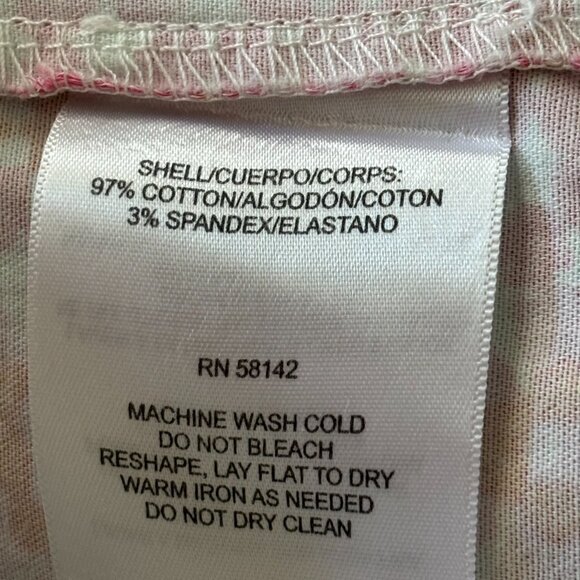 SHELL/CUERPO/CORPS:
97% COTTON/ALGODÓN/COTON
3% SPANDEX/ELASTANO
RN 58142
MACHINE WASH COLD
DO NOT BLEACH
RESHAPE, LAY FLAT TO DRY
WARM IRON AS NEEDED
DO NOT DRY CLEAN